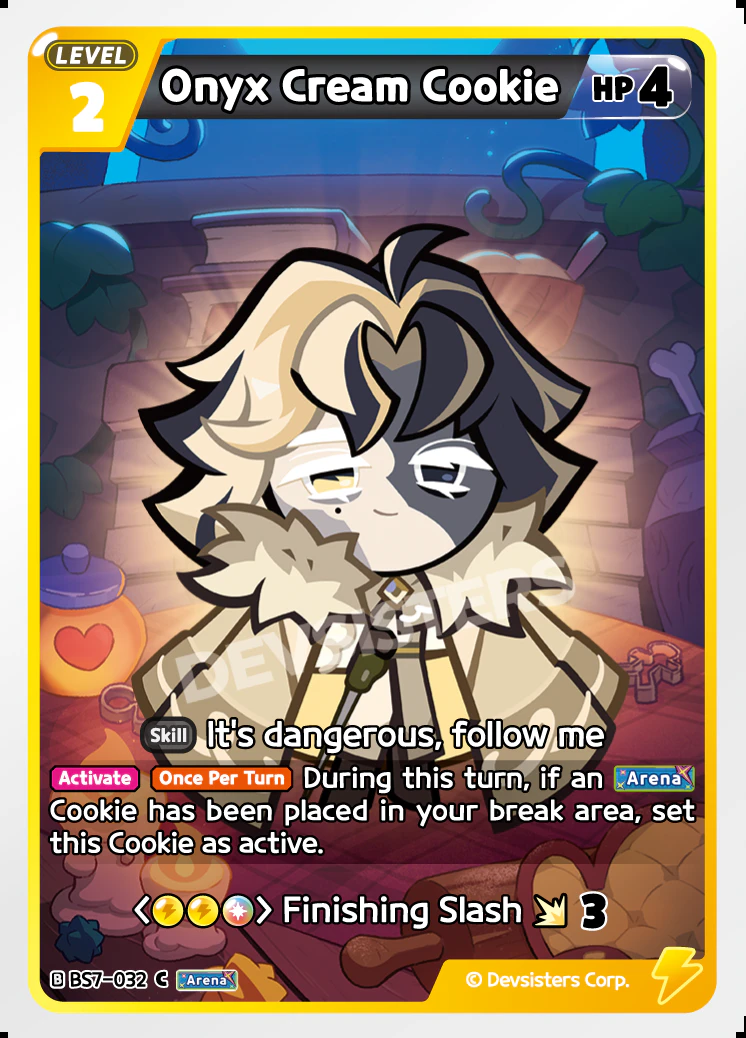 LEVEL
2
Onyx Cream Cookie
HP 4
DEVSISTERS
Skill It's dangerous, follow me
Activate Once Per Turn During this turn, if an Arena
Cookie has been placed in your break area, set
this Cookie as active.
Finishing Slash 3
B BS7-032 C Arena
© Devsisters Corp.